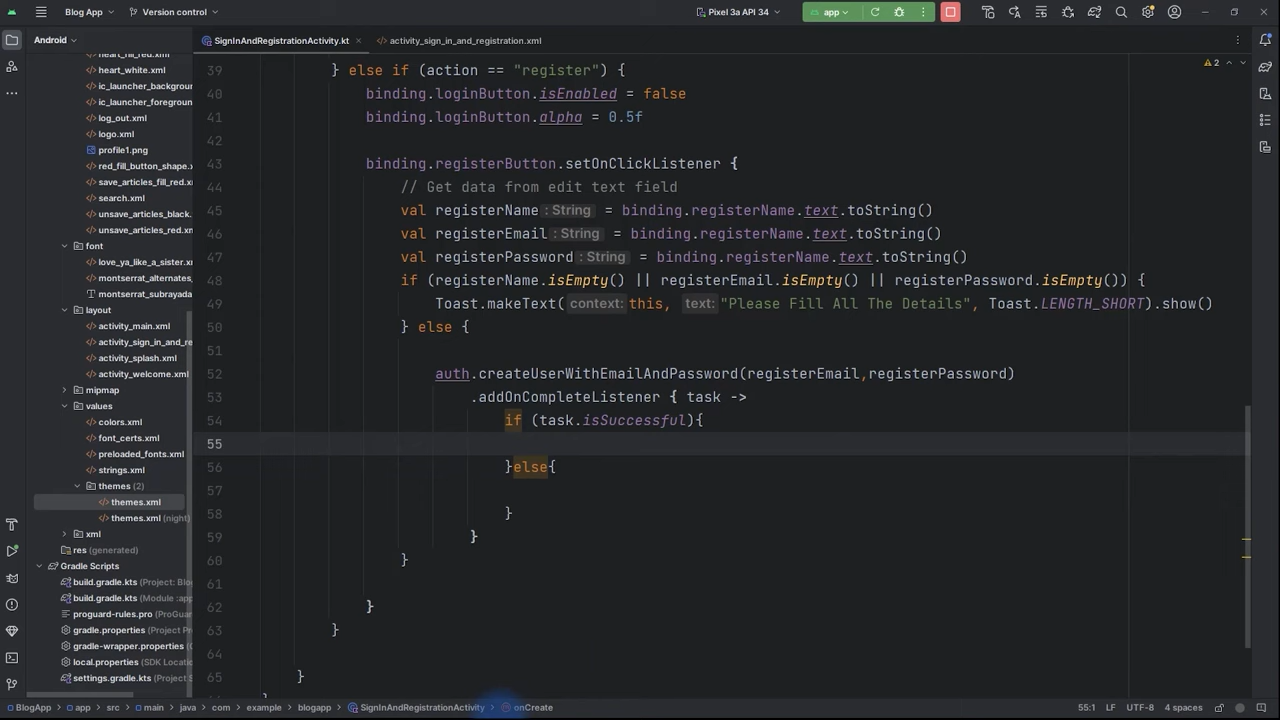 Blog App
Version control
Pixel 3a API 34
app
Android
SignInAndRegistrationActivity.kt
activity_sign_in_and_registration.xml
heart_fill_red.xml
heart_white.xml
ic_launcher_backgroun
ic_launcher_foregroun
log_out.xml
logo.xml
profile1.png
red_fill_button_shape.x
save_articles_fill_red.x
search.xml
unsave_articles_black.
unsave_articles_red.xm
font
love_ya_like_a_sister.x
montserrat_alternates_
montserrat_subrayada
layout
activity_main.xml
activity_sign_in_and_re
activity_splash.xml
activity_welcome.xml
mipmap
values
colors.xml
font_certs.xml
preloaded_fonts.xml
strings.xml
themes (2)
themes.xml
themes.xml (night)
xml
res (generated)
Gradle Scripts
build.gradle.kts (Project: Blo
build.gradle.kts (Module :app
proguard-rules.pro (ProGua
gradle.properties (Project Pro
gradle-wrapper.properties (
local.properties (SDK Locatio
settings.gradle.kts (Project S
2
39 } else if (action == "register") {
40 binding.loginButton.isEnabled = false
41 binding.loginButton.alpha = 0.5f
42
43 binding.registerButton.setOnClickListener {
44 // Get data from edit text field
45 val registerName : String = binding.registerName.text.toString()
46 val registerEmail : String = binding.registerName.text.toString()
47 val registerPassword : String = binding.registerName.text.toString()
48 if (registerName.isEmpty() || registerEmail.isEmpty() || registerPassword.isEmpty()) {
49 Toast.makeText( context: this, text: "Please Fill All The Details", Toast.LENGTH_SHORT).show()
50 } else {
51
52 auth.createUserWithEmailAndPassword(registerEmail,registerPassword)
53 .addOnCompleteListener { task ->
54 if (task.isSuccessful){
55
56 }else{
57
58 }
59 }
60 }
61
62 }
63 }
64
65 }
BlogApp > app > src > main > java > com > example > blogapp > SignInAndRegistrationActivity > onCreate
55:1 LF UTF-8 4 spaces